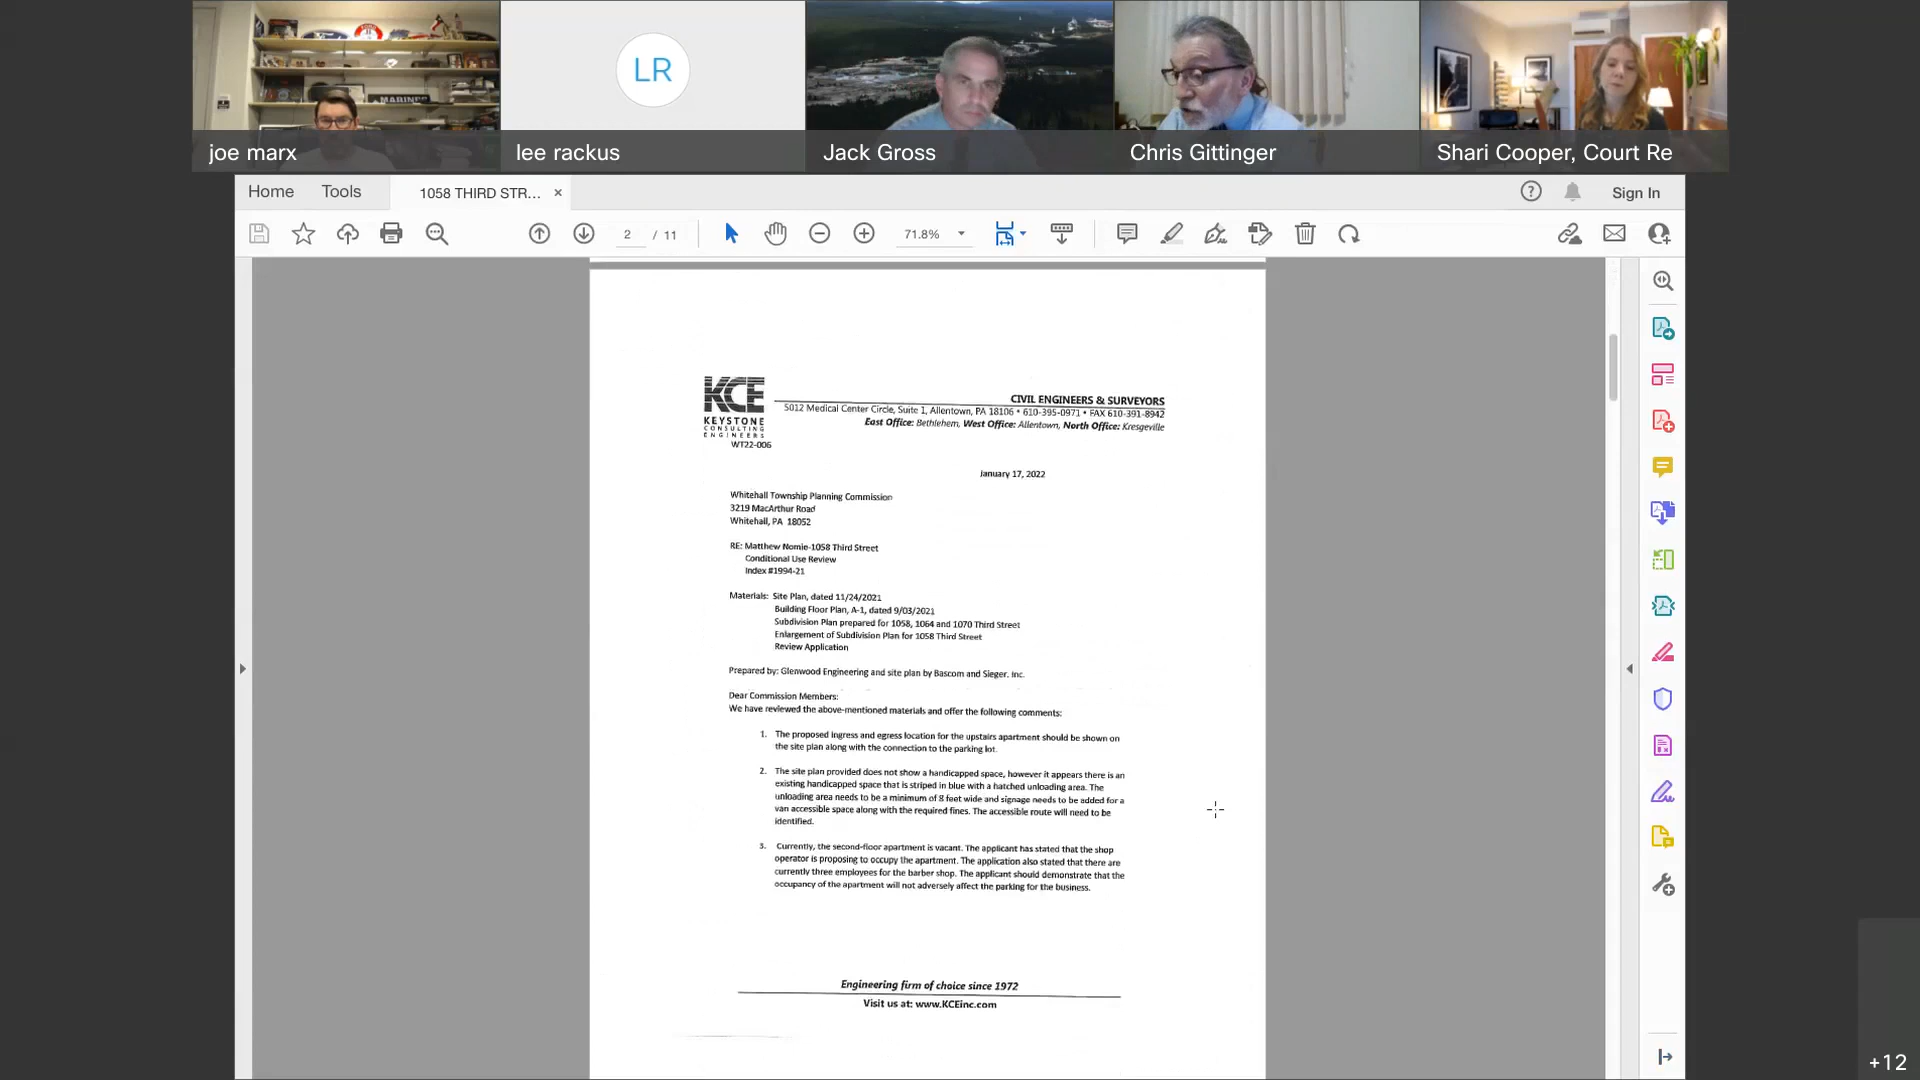 LR
MARINES
joe marx
lee rackus
Jack Gross
Chris Gittinger
Shari Cooper, Court Re
Home
Tools
1058 THIRD STR...
Sign In
2 / 11
71.8%
KCE
KEYSTONE
CONSULTING
ENGINEERS
WT22-006
CIVIL ENGINEERS & SURVEYORS
5012 Medical Center Circle, Suite 1, Allentown, PA 18106 • 610-395-0971 • FAX 610-391-8942
East Office: Bethlehem, West Office: Allentown, North Office: Kresgeville
January 17, 2022
Whitehall Township Planning Commission
3219 MacArthur Road
Whitehall, PA 18052
RE: Matthew Nomie-1058 Third Street
Conditional Use Review
Index #1994-21
Materials: Site Plan, dated 11/24/2021
Building Floor Plan, A-1, dated 9/03/2021
Subdivision Plan prepared for 1058, 1064 and 1070 Third Street
Enlargement of Subdivision Plan for 1058 Third Street
Review Application
Prepared by: Glenwood Engineering and site plan by Bascom and Sieger. Inc.
Dear Commission Members:
We have reviewed the above-mentioned materials and offer the following comments:
1. The proposed ingress and egress location for the upstairs apartment should be shown on
the site plan along with the connection to the parking lot.
2. The site plan provided does not show a handicapped space, however it appears there is an
existing handicapped space that is striped in blue with a hatched unloading area. The
unloading area needs to be a minimum of 8 feet wide and signage needs to be added for a
van accessible space along with the required fines. The accessible route will need to be
identified.
3. Currently, the second-floor apartment is vacant. The applicant has stated that the shop
operator is proposing to occupy the apartment. The application also stated that there are
currently three employees for the barber shop. The applicant should demonstrate that the
occupancy of the apartment will not adversely affect the parking for the business.
Engineering firm of choice since 1972
Visit us at: www.KCEinc.com
+12